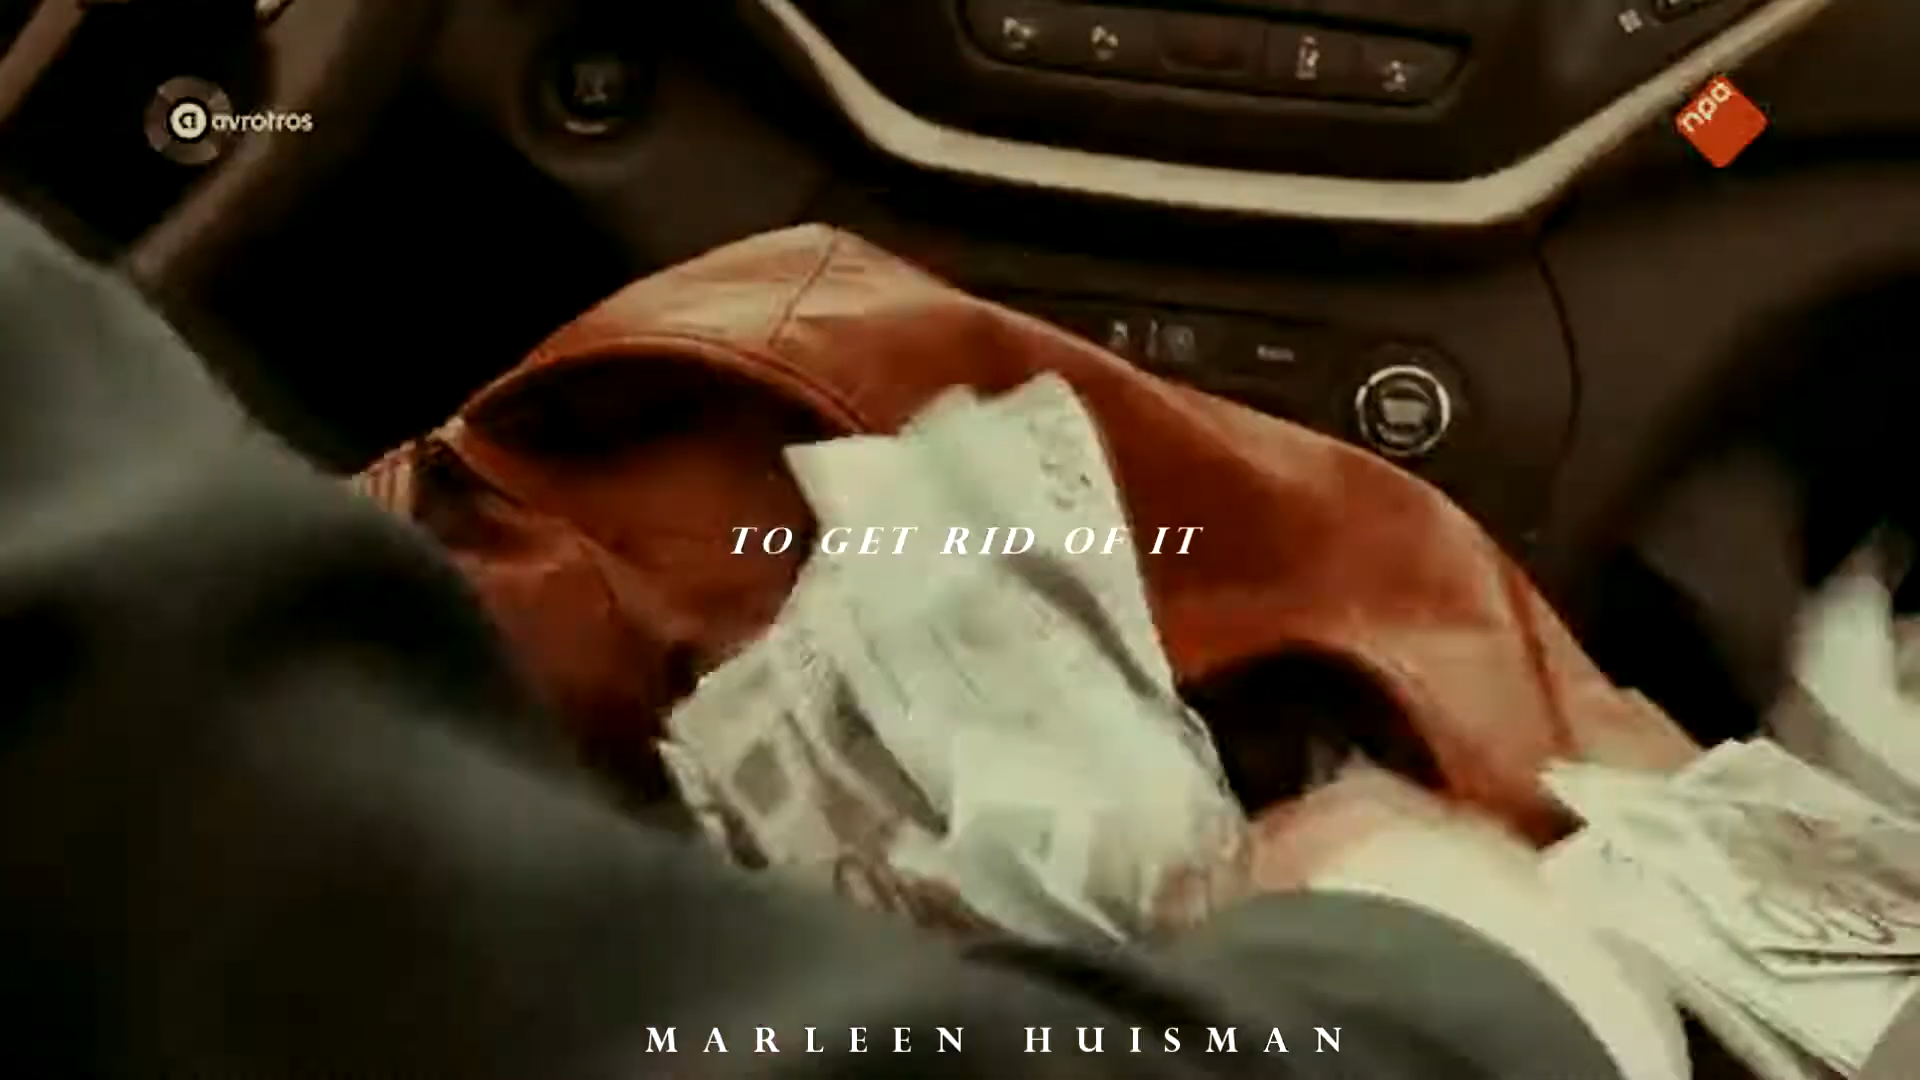 avrotros
npo
TO GET RID OF IT
MARLEEN HUISMAN